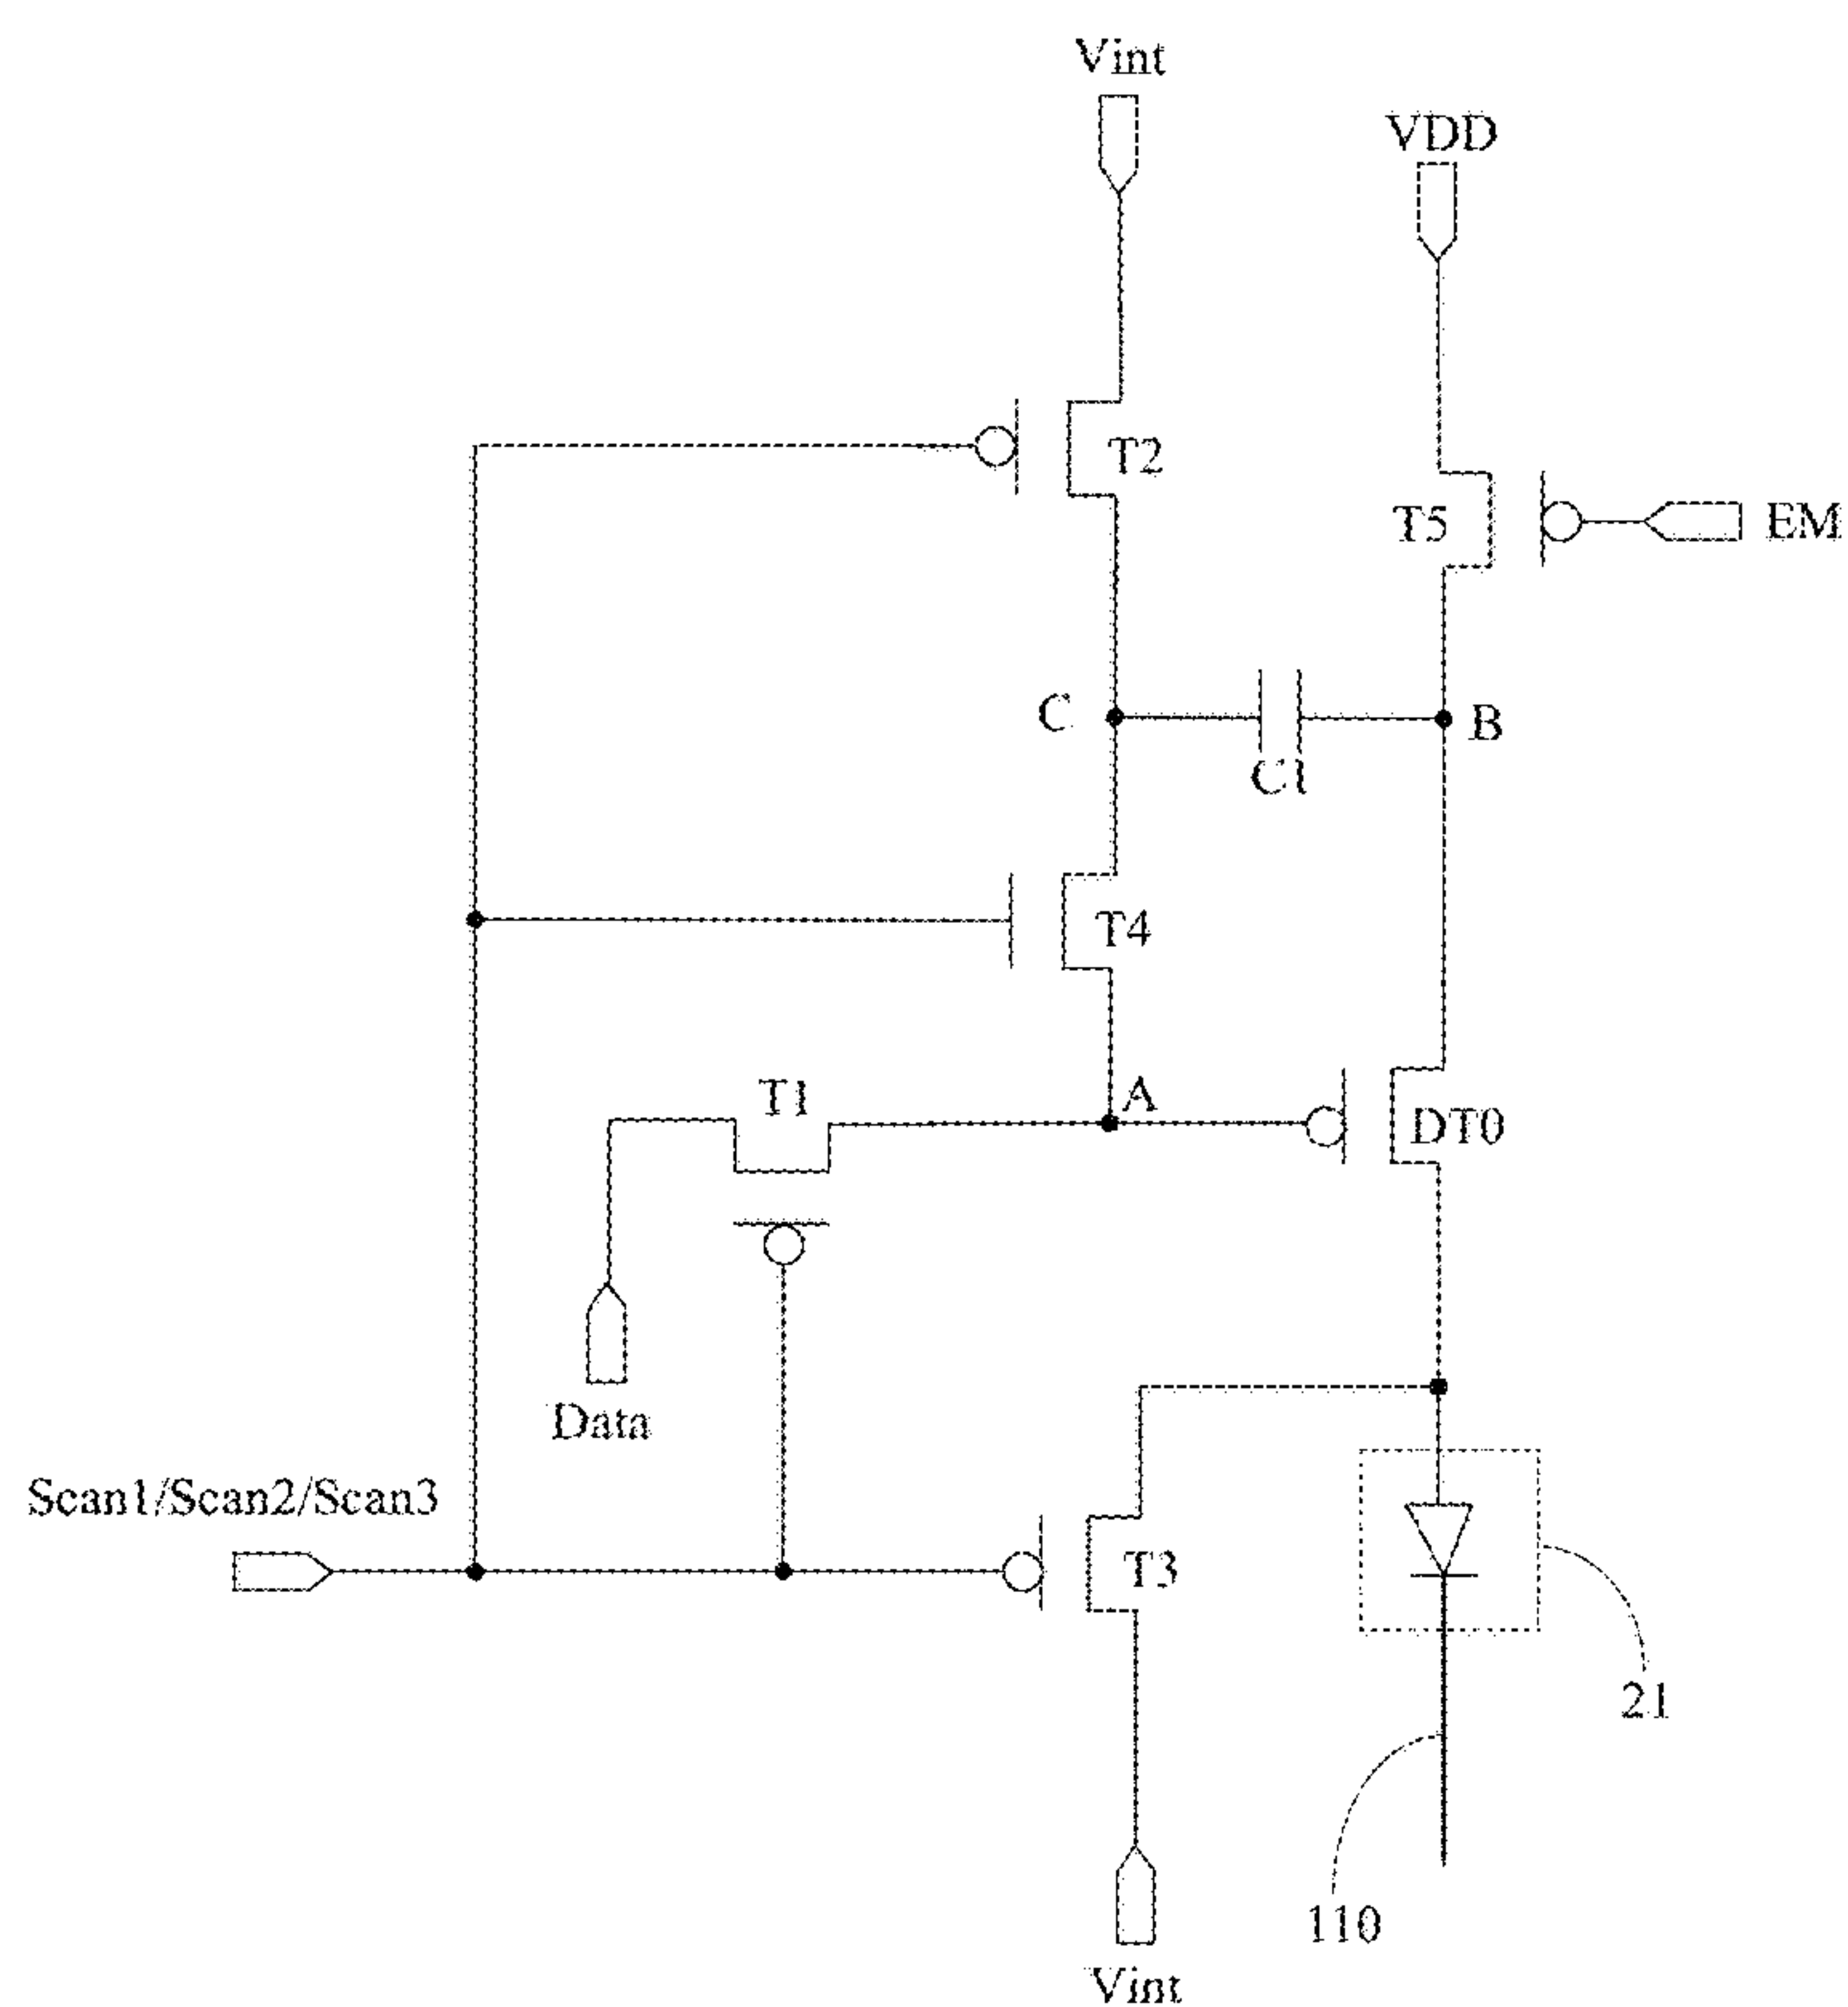 Vint
VDD
T2
T5
EM
C
B
C1
T4
T1
A
DT0
Data
Scan1/Scan2/Scan3
T3
21
110
Vint